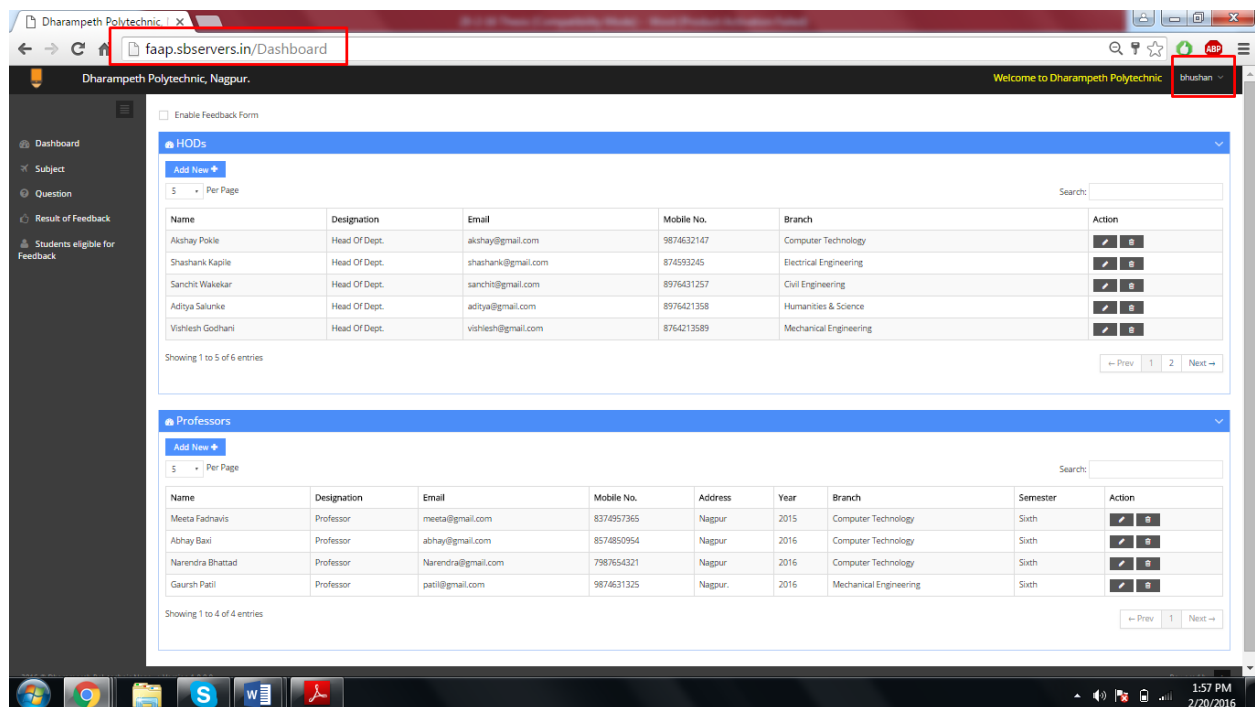 Dharampeth Polytechnic, |
faap.sbservers.in/Dashboard
ABP
Dharampeth Polytechnic, Nagpur.
Welcome to Dharampeth Polytechnic
bhushan
Enable Feedback Form
Dashboard
Subject
Question
Result of Feedback
Students eligible for
Feedback
HODs
Add New
5 Per Page
Search:
Name Designation Email Mobile No. Branch Action
Akshay Pokle Head Of Dept. akshay@gmail.com 9874632147 Computer Technology
Shashank Kapile Head Of Dept. shashank@gmail.com 874593245 Electrical Engineering
Sanchit Wakekar Head Of Dept. sanchit@gmail.com 8976431257 Civil Engineering
Aditya Salunke Head Of Dept. aditya@gmail.com 8976421358 Humanities & Science
Vishlesh Godhani Head Of Dept. vishlesh@gmail.com 8764213589 Mechanical Engineering
Showing 1 to 5 of 6 entries
← Prev 1 2 Next →
Professors
Add New
5 Per Page
Search:
Name Designation Email Mobile No. Address Year Branch Semester Action
Meeta Fadnavis Professor meeta@gmail.com 8374957365 Nagpur 2015 Computer Technology Sixth
Abhay Baxi Professor abhay@gmail.com 8574850954 Nagpur 2016 Computer Technology Sixth
Narendra Bhattad Professor Narendra@gmail.com 7987654321 Nagpur 2016 Computer Technology Sixth
Gaursh Patil Professor patil@gmail.com 9874631325 Nagpur. 2016 Mechanical Engineering Sixth
Showing 1 to 4 of 4 entries
← Prev 1 Next →
1:57 PM
2/20/2016